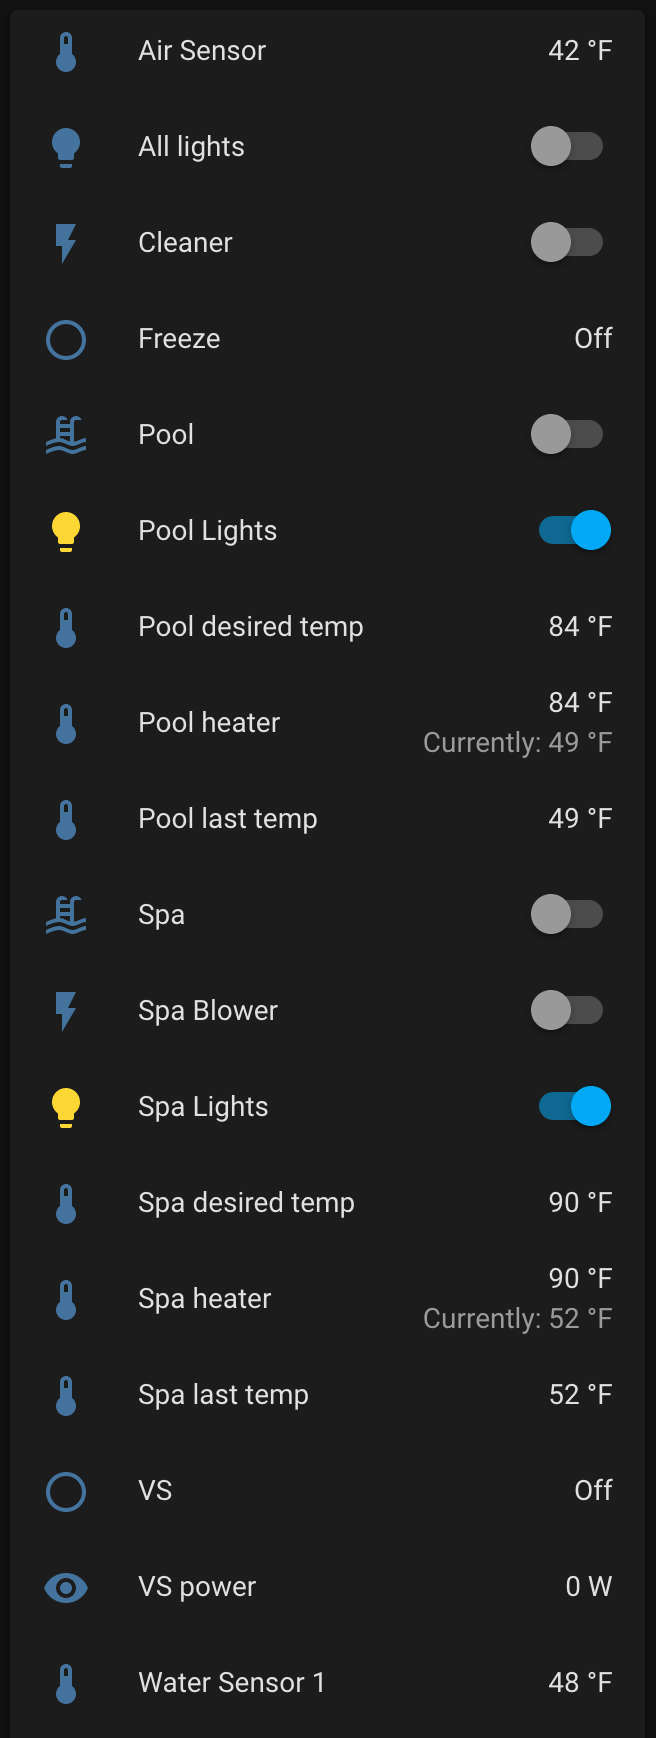 Air Sensor 42 °F
All lights
Cleaner
Freeze Off
Pool
Pool Lights
Pool desired temp 84 °F
Pool heater 84 °F
Currently: 49 °F
Pool last temp 49 °F
Spa
Spa Blower
Spa Lights
Spa desired temp 90 °F
Spa heater 90 °F
Currently: 52 °F
Spa last temp 52 °F
VS Off
VS power 0 W
Water Sensor 1 48 °F